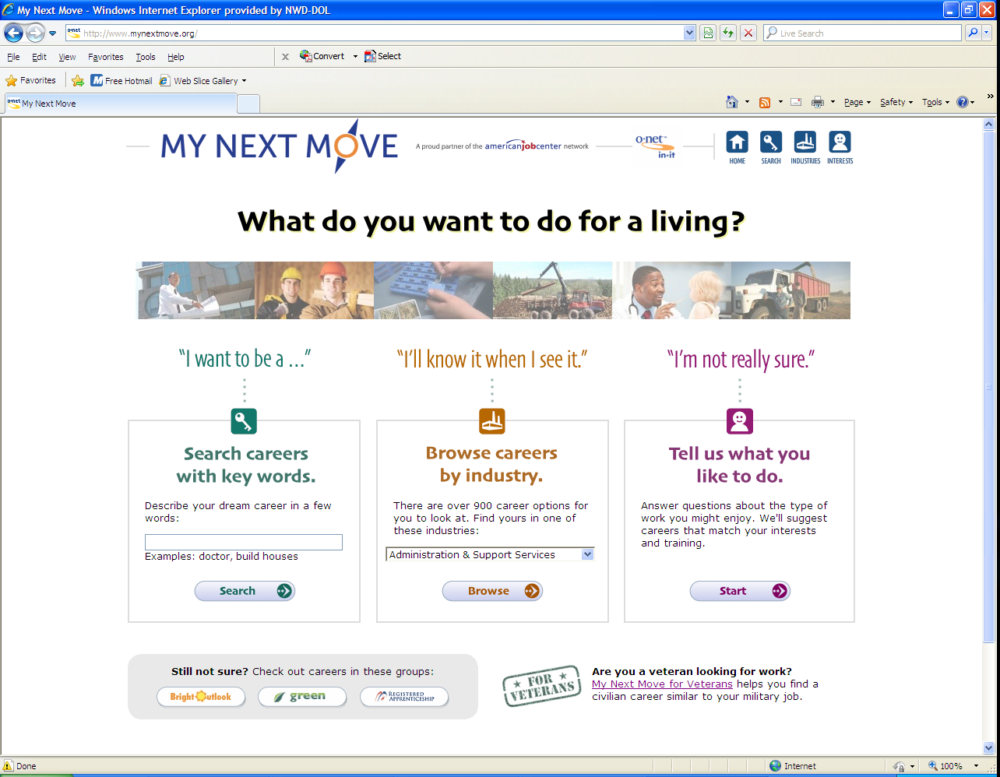 My Next Move - Windows Internet Explorer provided by NWD-DOL
http://www.mynextmove.org/
Live Search
File Edit View Favorites Tools Help
Convert
Select
Favorites
Free Hotmail
Web Slice Gallery
My Next Move
Page
Safety
Tools
MY NEXT MOVE
A proud partner of the americanjobcenter network
o·net™
in-it
HOME SEARCH INDUSTRIES INTERESTS
What do you want to do for a living?
“I want to be a ...”
Search careers
with key words.
Describe your dream career in a few
words:
Examples: doctor, build houses
Search
“I'll know it when I see it.”
Browse careers
by industry.
There are over 900 career options for
you to look at. Find yours in one of
these industries:
Administration & Support Services
Browse
“I'm not really sure.”
Tell us what you
like to do.
Answer questions about the type of
work you might enjoy. We'll suggest
careers that match your interests
and training.
Start
Still not sure? Check out careers in these groups:
Bright Outlook
green
REGISTERED
APPRENTICESHIP
FOR
VETERANS
Are you a veteran looking for work?
My Next Move for Veterans helps you find a
civilian career similar to your military job.
Done
Internet
100%